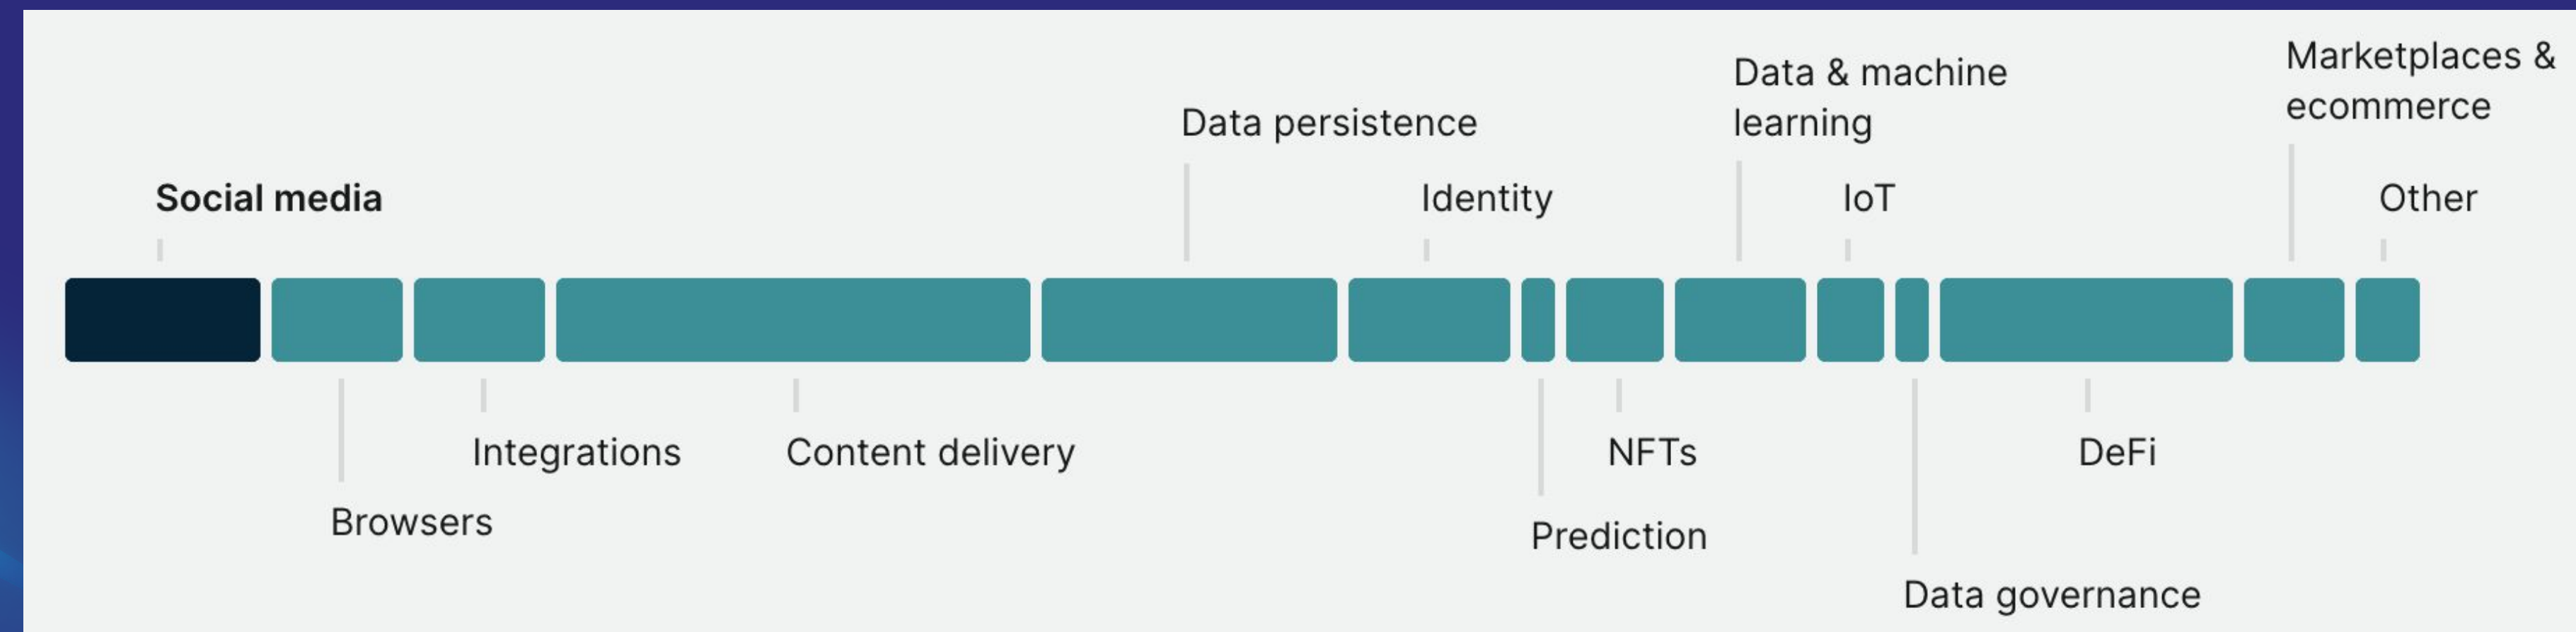 Marketplaces &
ecommerce
Data & machine
learning
Data persistence
Social media
Identity
IoT
Other
Integrations
Content delivery
NFTs
DeFi
Browsers
Prediction
Data governance